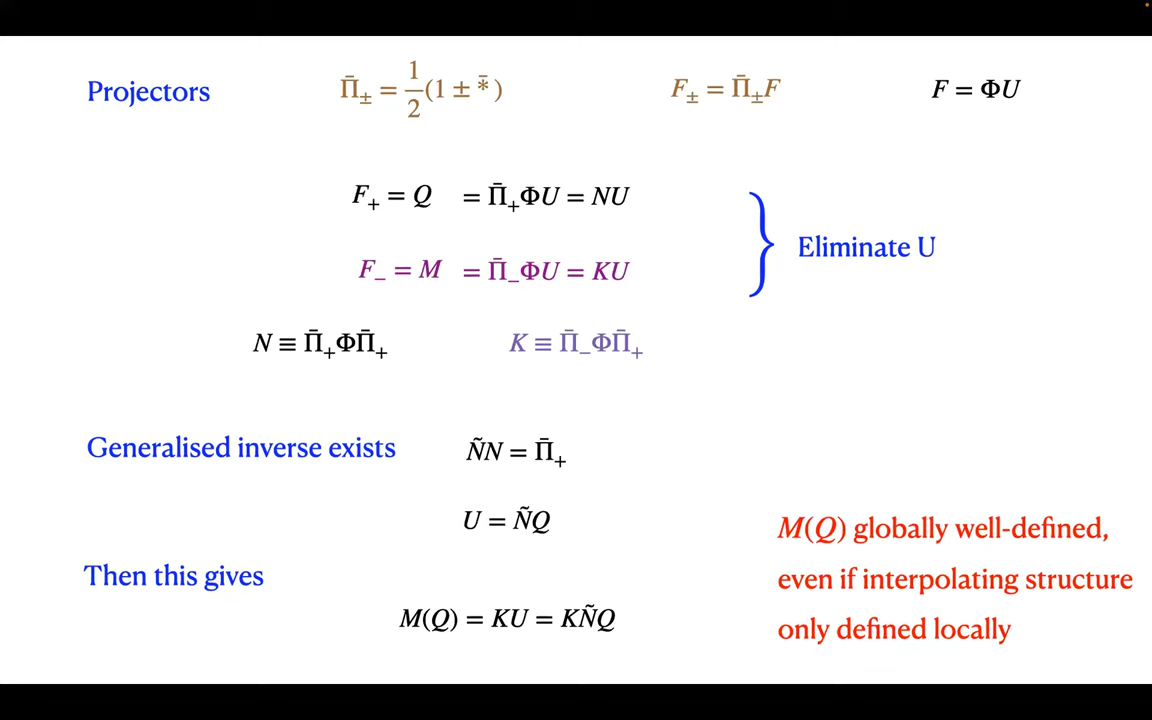 Projectors Π̄± = 1/2 (1 ± *̄) F± = Π̄±F F = ΦU
F₊ = Q = Π̄₊ΦU = NU
F₋ = M = Π̄₋ΦU = KU
Eliminate U
N ≡ Π̄₊ΦΠ̄₊ K ≡ Π̄₋ΦΠ̄₊
Generalised inverse exists ÑN = Π̄₊
U = ÑQ
Then this gives
M(Q) = KU = KÑQ
M(Q) globally well-defined,
even if interpolating structure
only defined locally